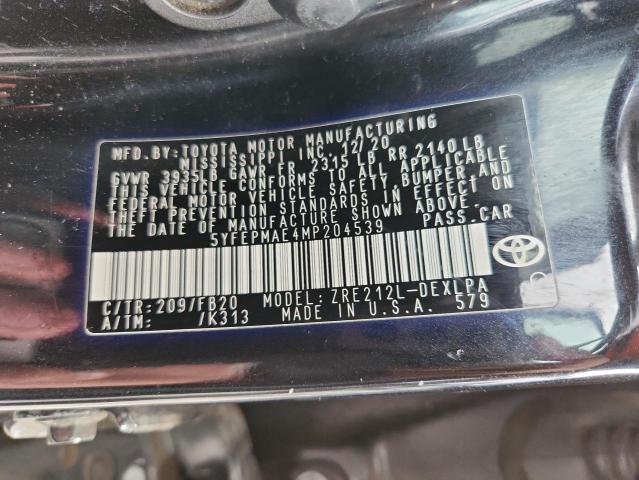 MFD.BY:TOYOTA MOTOR MANUFACTURING
MISSISSIPPI INC. 12/20
GVWR 3935LB GAWR FR 2315 LB RR 2140 LB
THIS VEHICLE CONFORMS TO ALL APPLICABLE
FEDERAL MOTOR VEHICLE SAFETY, BUMPER, AND
THEFT PREVENTION STANDARDS IN EFFECT ON
THE DATE OF MANUFACTURE SHOWN ABOVE.
5YFEPMAE4MP204539 PASS.CAR
C/TR:209/FB20 MODEL:ZRE212L-DEXLPA
A/TM: /K313 MADE IN U.S.A. 579